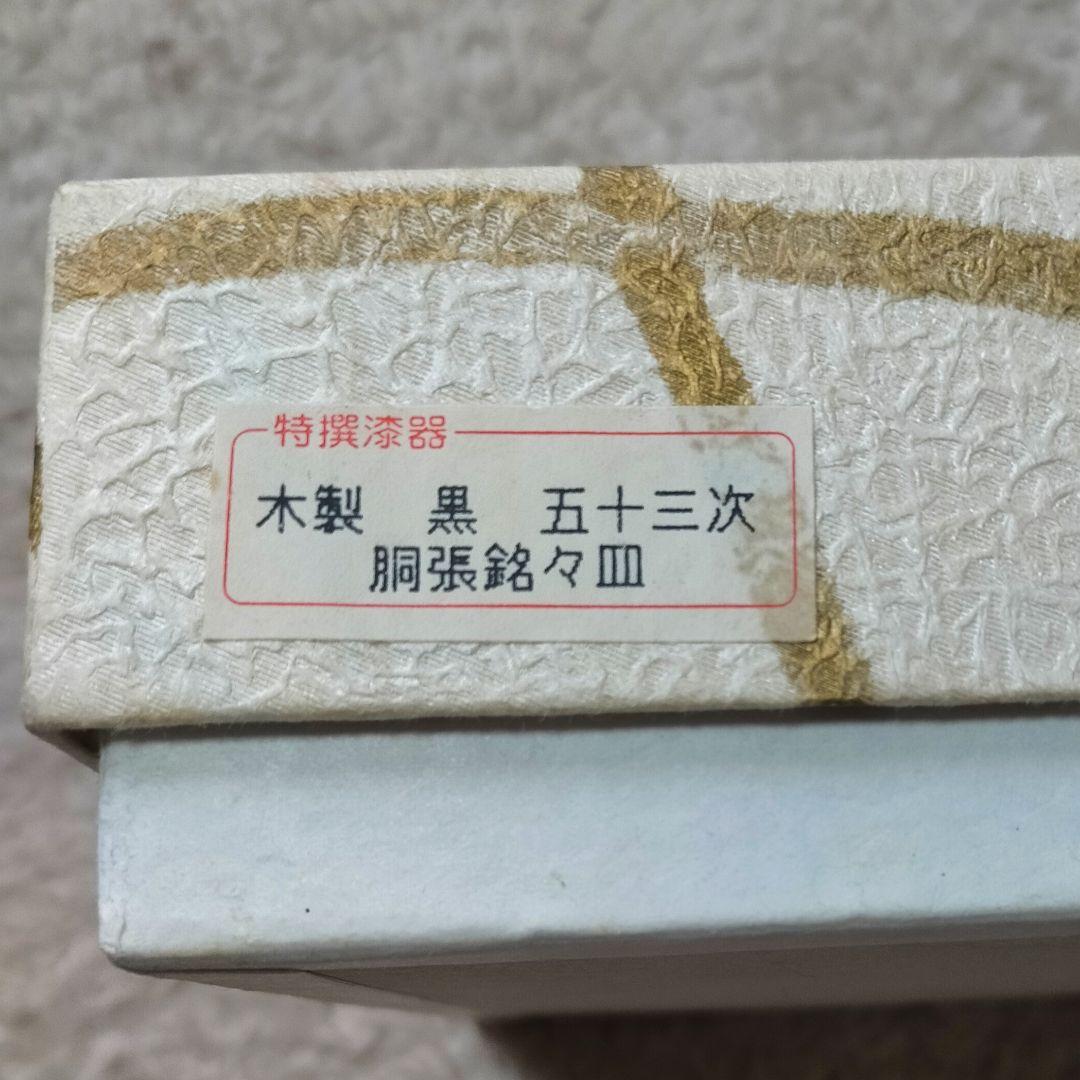 特撰漆器
木製　黒　五十三次
胴張銘々皿